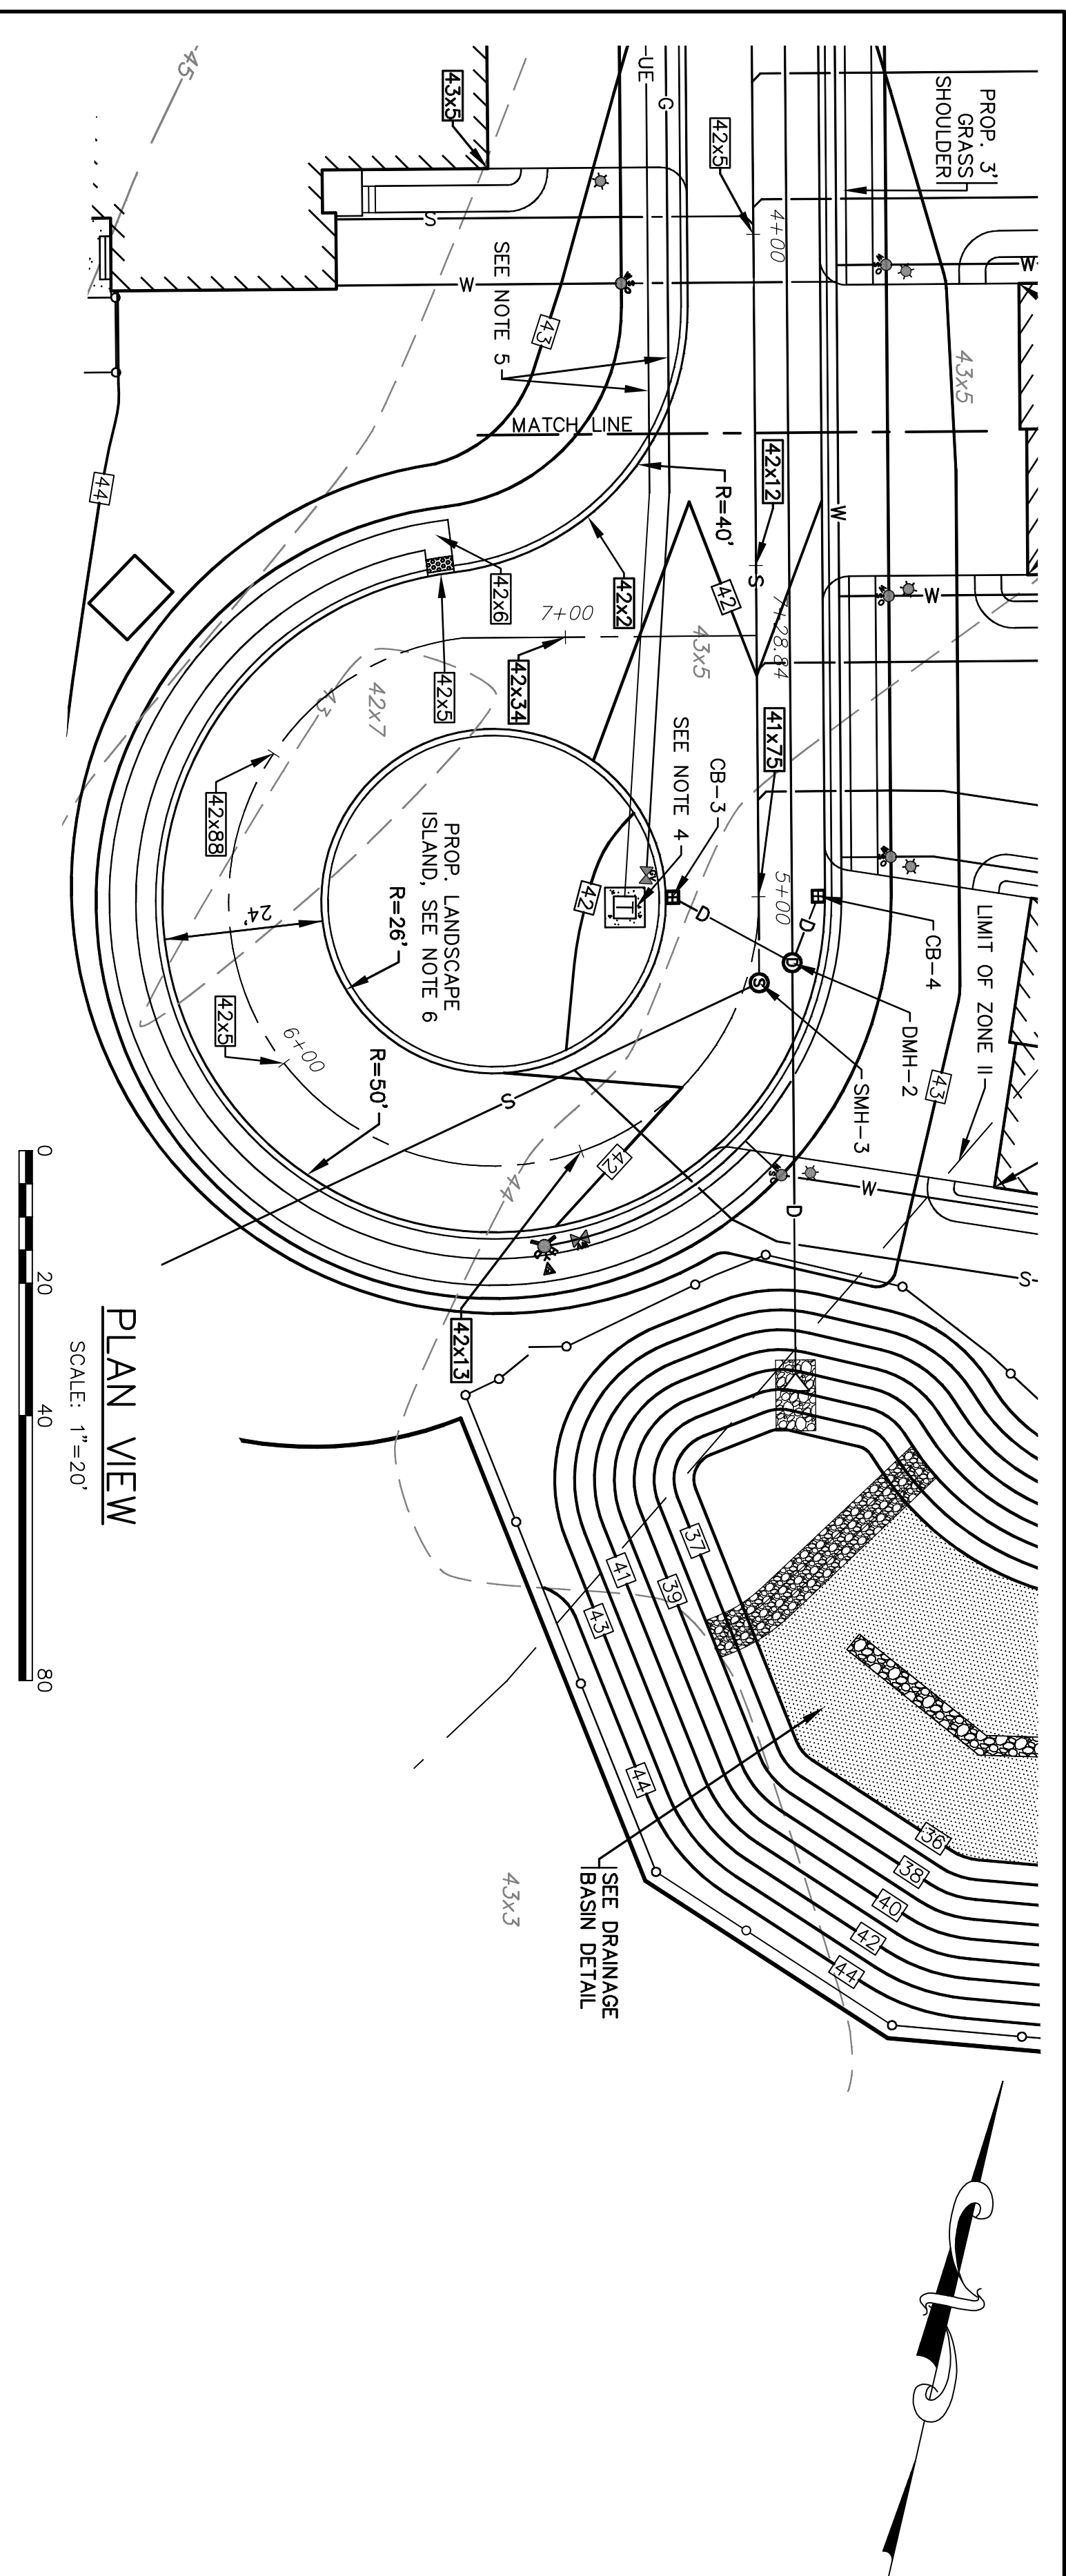 PROP. 3'
GRASS
SHOULDER
45
43x5
UE
G
42x5
4+00
S
W
W
SEE NOTE 5
43
43x5
MATCH LINE
44
42x12
R=40'
W
S
42x6
42x2
42
7+00
43x5
7+28.84
W
42x34
42x5
42x7
43
42x88
SEE NOTE 4
CB-3
41x75
5+00
PROP. LANDSCAPE
ISLAND, SEE NOTE 6
R=26'
24'
42
T
D
D
D
S
CB-4
DMH-2
SMH-3
LIMIT OF ZONE II
43
42x5
6+00
R=50'
S
44
42
W
D
S
42x13
37
39
41
43
44
36
38
40
42
44
SEE DRAINAGE
BASIN DETAIL
43x3
PLAN VIEW
SCALE: 1"=20'
0 20 40 80